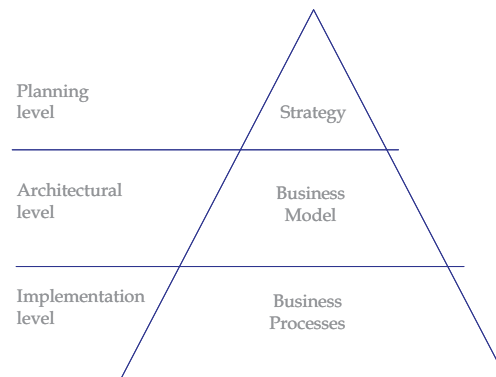 Planning
level
Strategy
Architectural
level
Business
Model
Implementation
level
Business
Processes